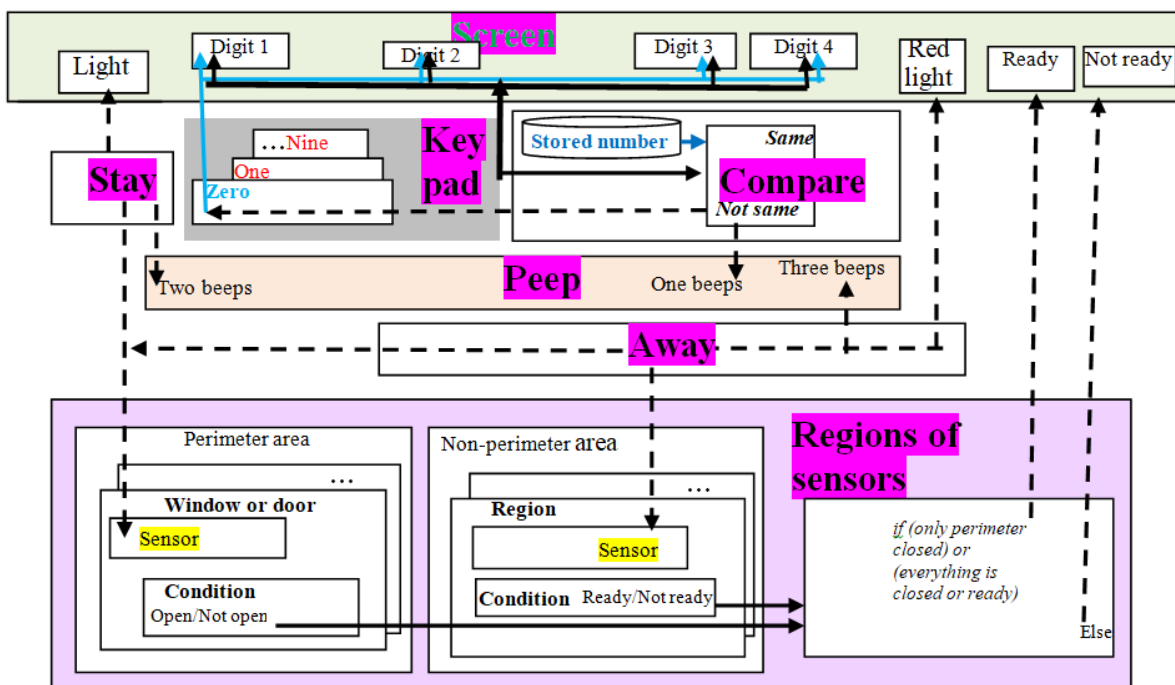 Screen
Light
Digit 1
Digit 2
Digit 3
Digit 4
Red
light
Ready
Not ready
Stay
…Nine
One
Zero
Key
pad
Stored number
Same
Compare
Not same
Two beeps
Peep
One beeps
Three beeps
Away
Regions of
sensors
Perimeter area
…
Window or door
Sensor
Condition
Open/Not open
Non-perimeter area
…
Region
Sensor
Condition Ready/Not ready
if (only perimeter
closed) or
(everything is
closed or ready)
Else